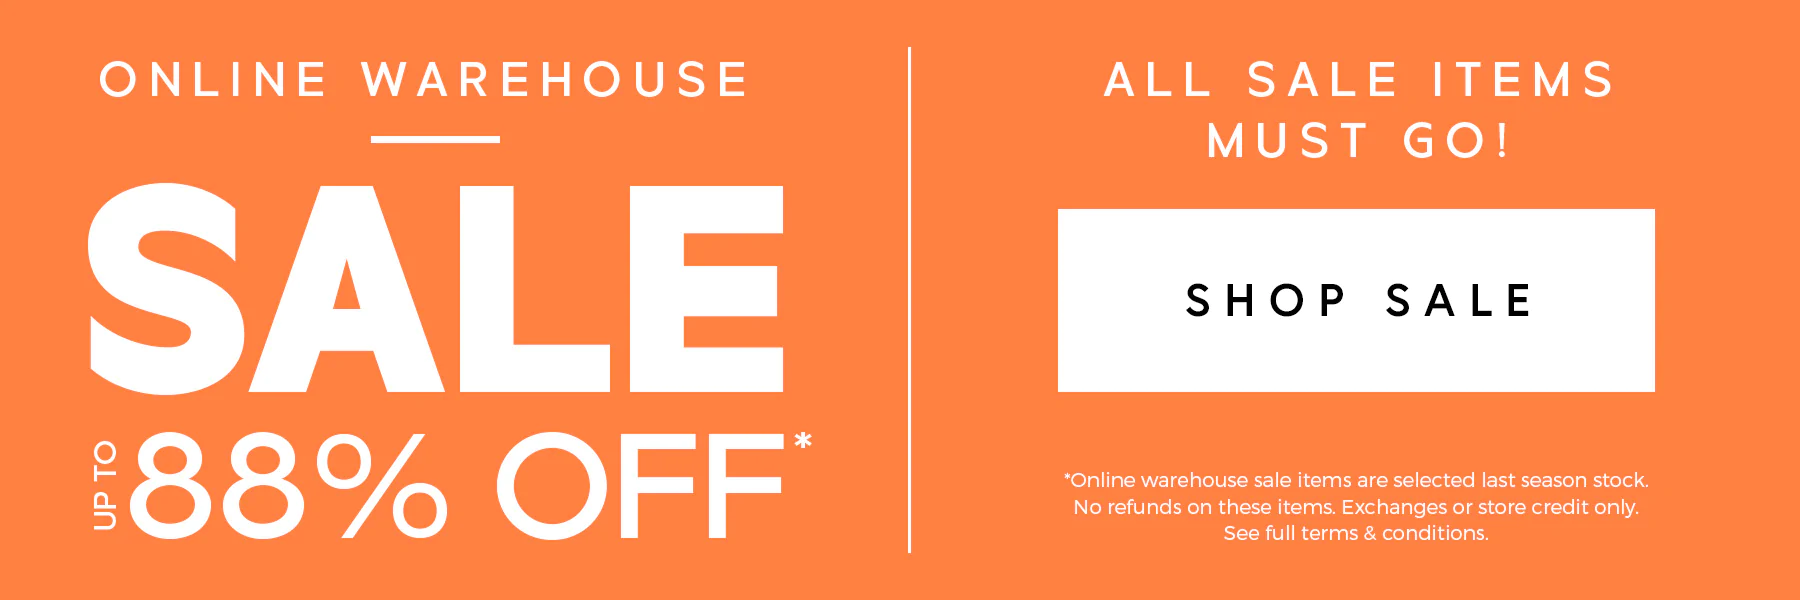 ONLINE WAREHOUSE
SALE
UP TO 88% OFF*
ALL SALE ITEMS
MUST GO!
SHOP SALE
*Online warehouse sale items are selected last season stock.
No refunds on these items. Exchanges or store credit only.
See full terms & conditions.